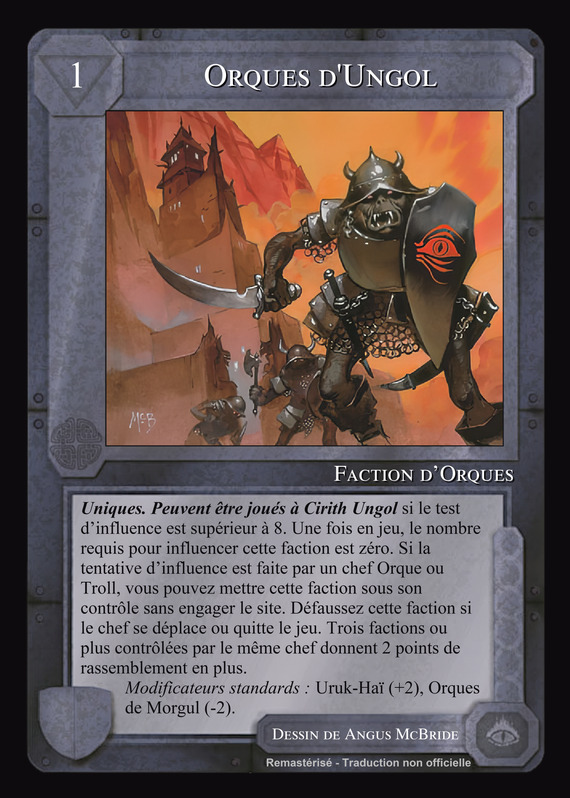 1
Orques d'Ungol
McB
Faction d'Orques
Uniques. Peuvent être joués à Cirith Ungol si le test
d'influence est supérieur à 8. Une fois en jeu, le nombre
requis pour influencer cette faction est zéro. Si la
tentative d'influence est faite par un chef Orque ou
Troll, vous pouvez mettre cette faction sous son
contrôle sans engager le site. Défaussez cette faction si
le chef se déplace ou quitte le jeu. Trois factions ou
plus contrôlées par le même chef donnent 2 points de
rassemblement en plus.
Modificateurs standards : Uruk-Haï (+2), Orques
de Morgul (-2).
Dessin de Angus McBride
Remastérisé - Traduction non officielle